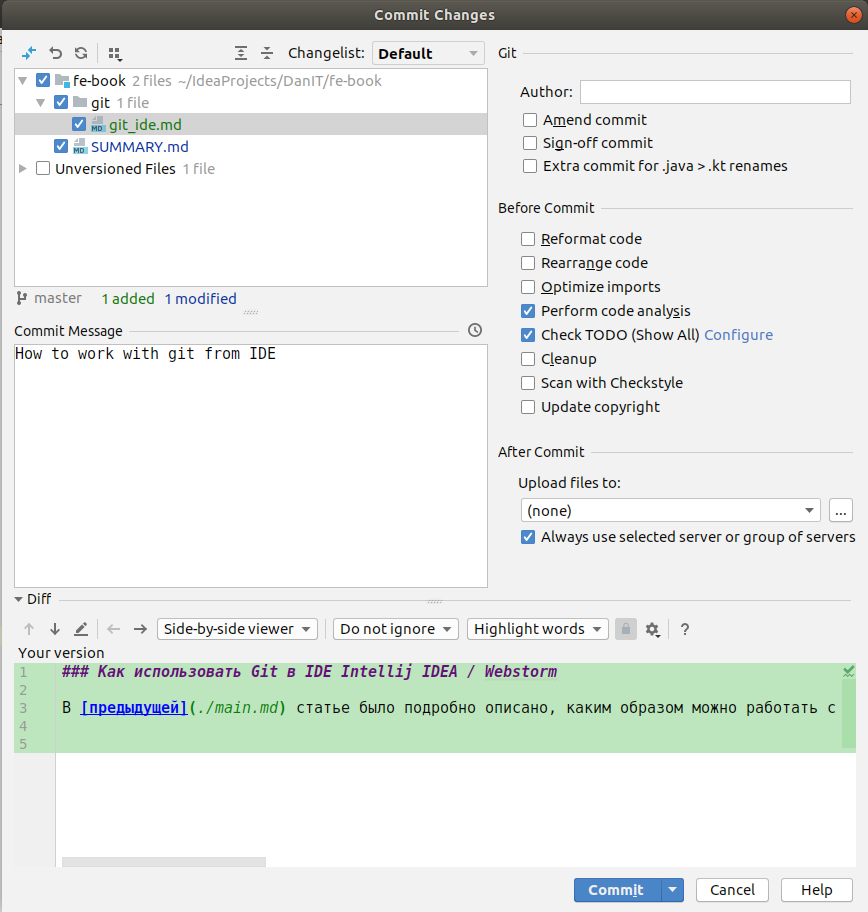 Commit Changes
Changelist: Default
fe-book 2 files ~/IdeaProjects/DanIT/fe-book
git 1 file
MD git_ide.md
MD SUMMARY.md
Unversioned Files 1 file
master 1 added 1 modified
Commit Message
How to work with git from IDE
Git
Author:
Amend commit
Sign-off commit
Extra commit for .java > .kt renames
Before Commit
Reformat code
Rearrange code
Optimize imports
Perform code analysis
Check TODO (Show All) Configure
Cleanup
Scan with Checkstyle
Update copyright
After Commit
Upload files to:
(none) ...
Always use selected server or group of servers
Diff
Side-by-side viewer Do not ignore Highlight words ?
Your version
1 ### Как использовать Git в IDE Intellij IDEA / Webstorm
2
3 В [предыдущей](./main.md) статье было подробно описано, каким образом можно работать с
4
5
Commit Cancel Help